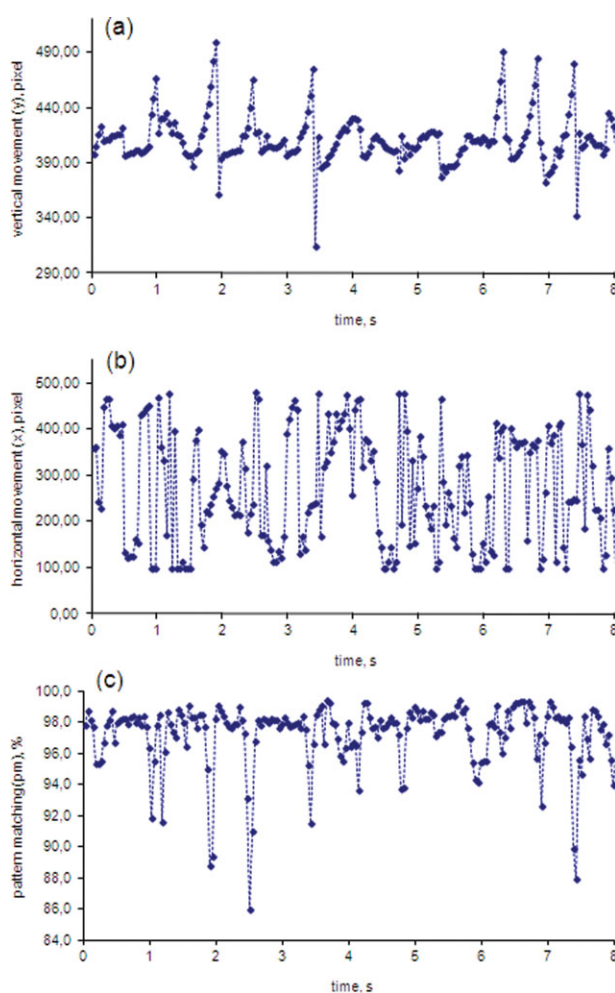 (a)
vertical movement (y), pixel
490,00
440,00
390,00
340,00
290,00
0 1 2 3 4 5 6 7 8
time, s
(b)
horizontal movement (x), pixel
500,00
400,00
300,00
200,00
100,00
0,00
0 1 2 3 4 5 6 7 8
time, s
(c)
pattern matching(pm), %
100,0
98,0
96,0
94,0
92,0
90,0
88,0
86,0
84,0
0 1 2 3 4 5 6 7 8
time, s